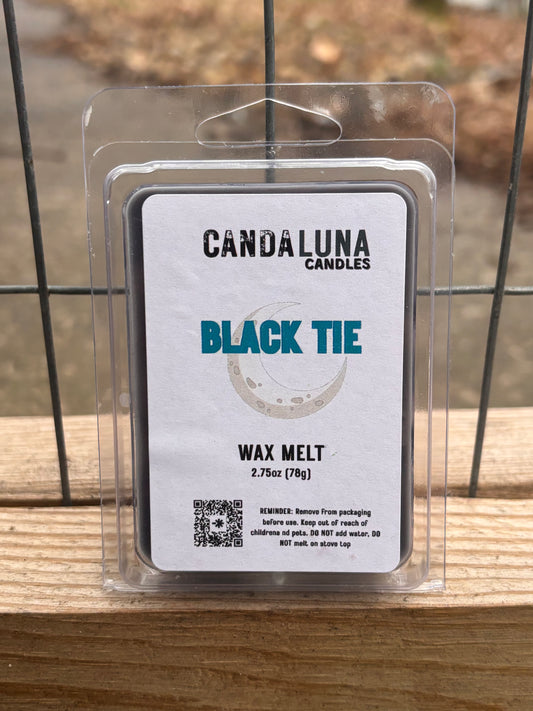 CANDALUNA
CANDLES
BLACK TIE
WAX MELT
2.75oz (78g)
REMINDER: Remove from packaging
before use. Keep out of reach of
childrena nd pets. DO NOT add water, DO
NOT melt on stove top